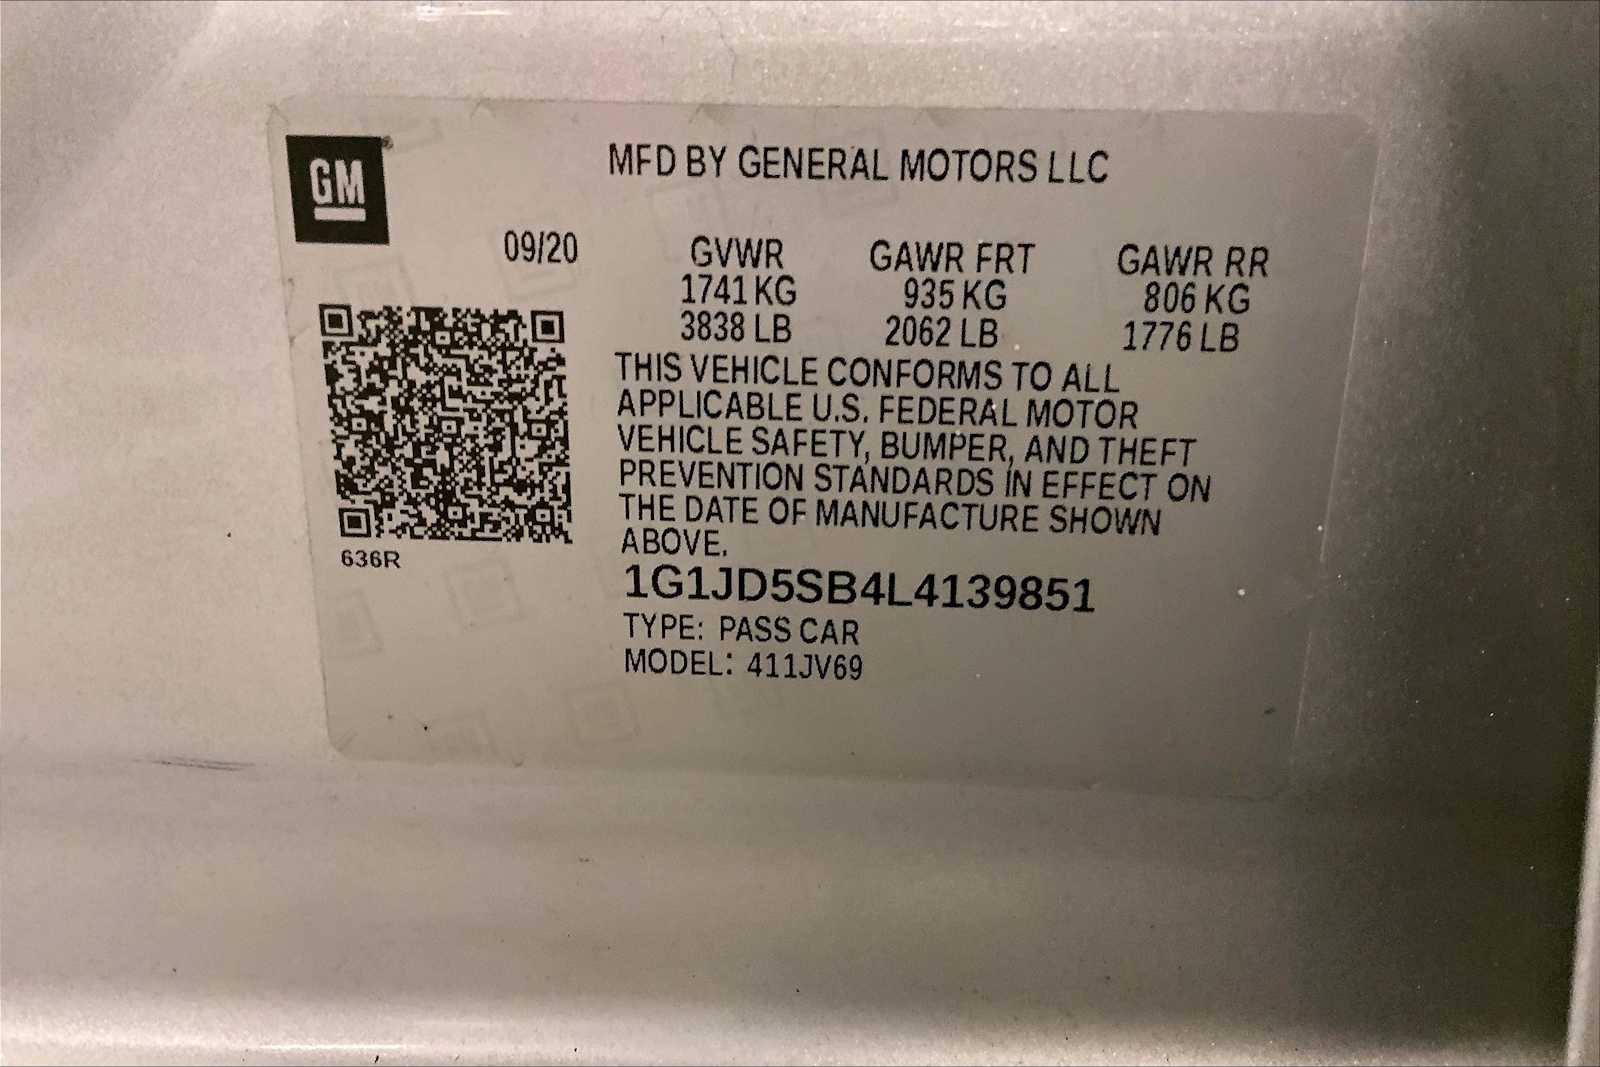 GM
MFD BY GENERAL MOTORS LLC
09/20
GVWR GAWR FRT GAWR RR
1741 KG 935 KG 806 KG
3838 LB 2062 LB 1776 LB
THIS VEHICLE CONFORMS TO ALL
APPLICABLE U.S. FEDERAL MOTOR
VEHICLE SAFETY, BUMPER, AND THEFT
PREVENTION STANDARDS IN EFFECT ON
THE DATE OF MANUFACTURE SHOWN
ABOVE.
636R
1G1JD5SB4L4139851
TYPE: PASS CAR
MODEL: 411JV69